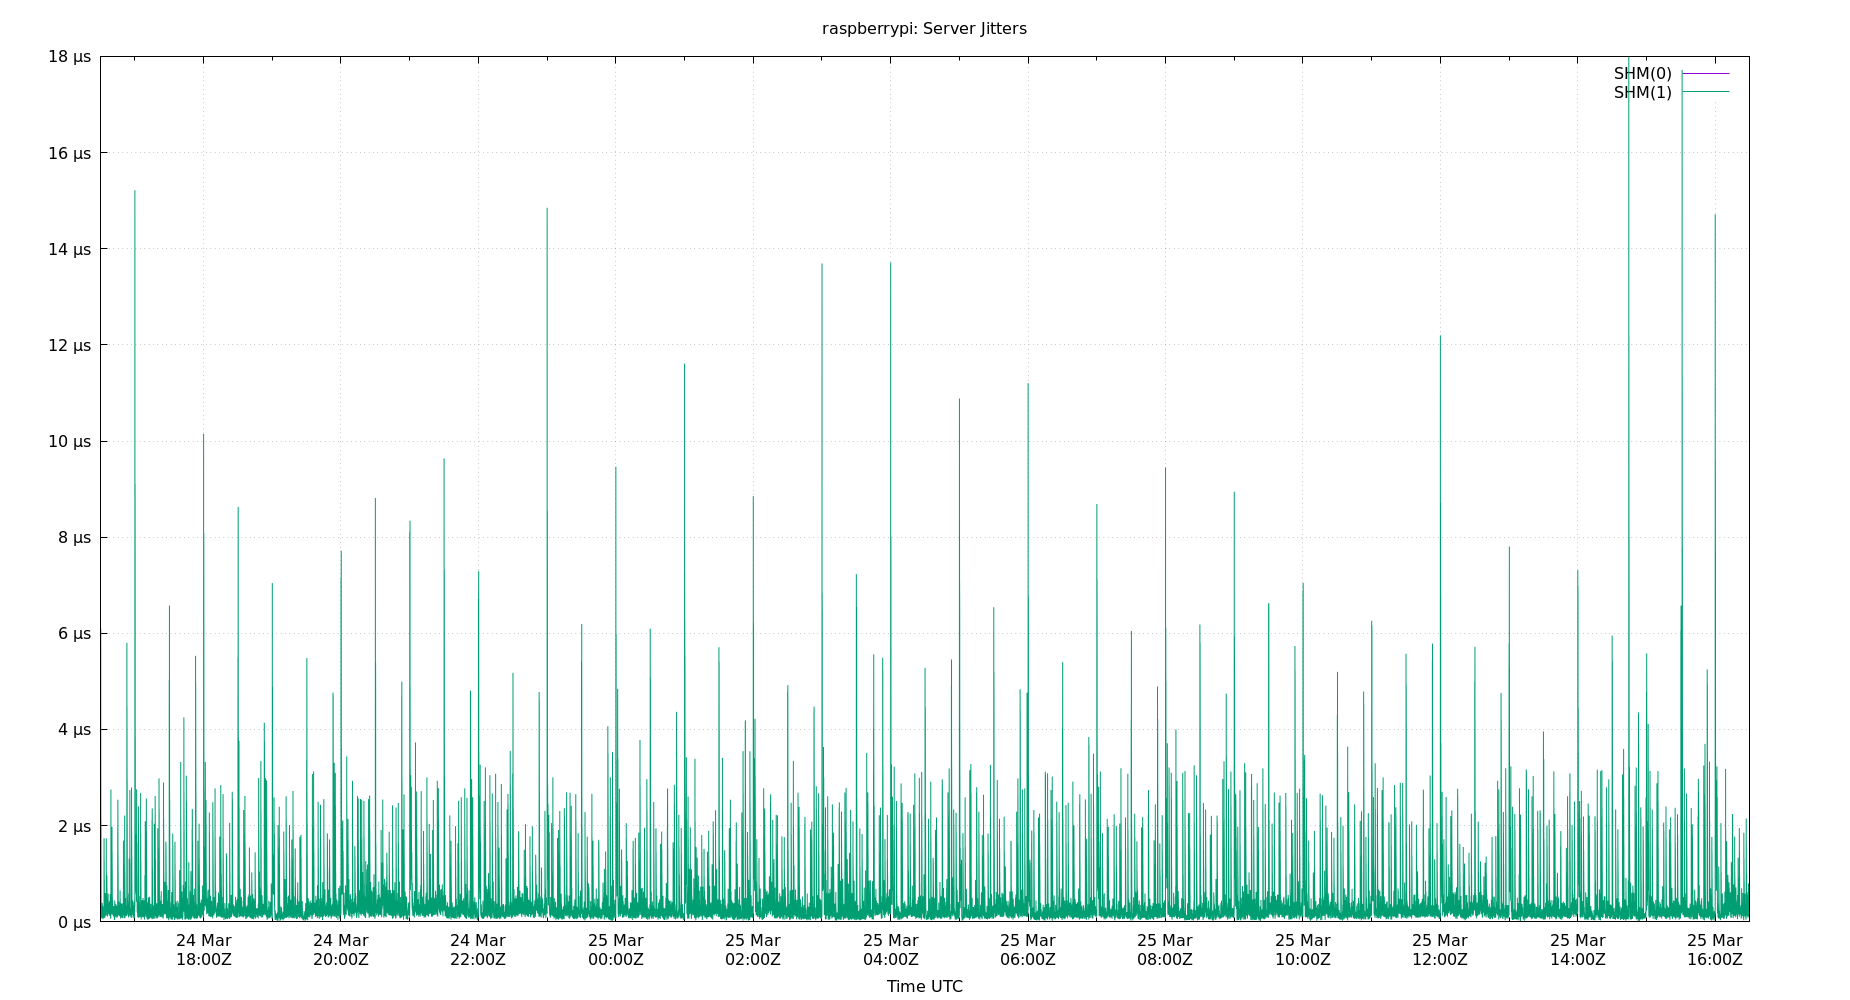 raspberrypi: Server Jitters
18 µs
16 µs
14 µs
12 µs
10 µs
8 µs
6 µs
4 µs
2 µs
0 µs
SHM(0)
SHM(1)
24 Mar
18:00Z
24 Mar
20:00Z
24 Mar
22:00Z
25 Mar
00:00Z
25 Mar
02:00Z
25 Mar
04:00Z
25 Mar
06:00Z
25 Mar
08:00Z
25 Mar
10:00Z
25 Mar
12:00Z
25 Mar
14:00Z
25 Mar
16:00Z
Time UTC